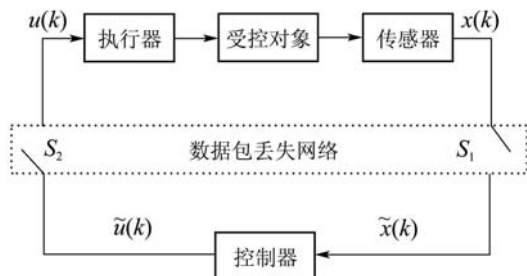 u(k) 执行器 受控对象 传感器 x(k)
S₂ 数据包丢失网络 S₁
ũ(k) 控制器 x̃(k)